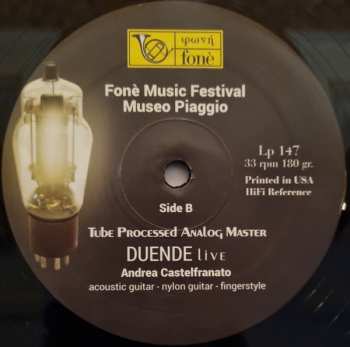 φωνή
fonè
Fonè Music Festival
Museo Piaggio
Lp 147
33 rpm 180 gr.
Printed in USA
HiFi Reference
Side B
Tube Processed Analog Master
DUENDE live
Andrea Castelfranato
acoustic guitar - nylon guitar - fingerstyle